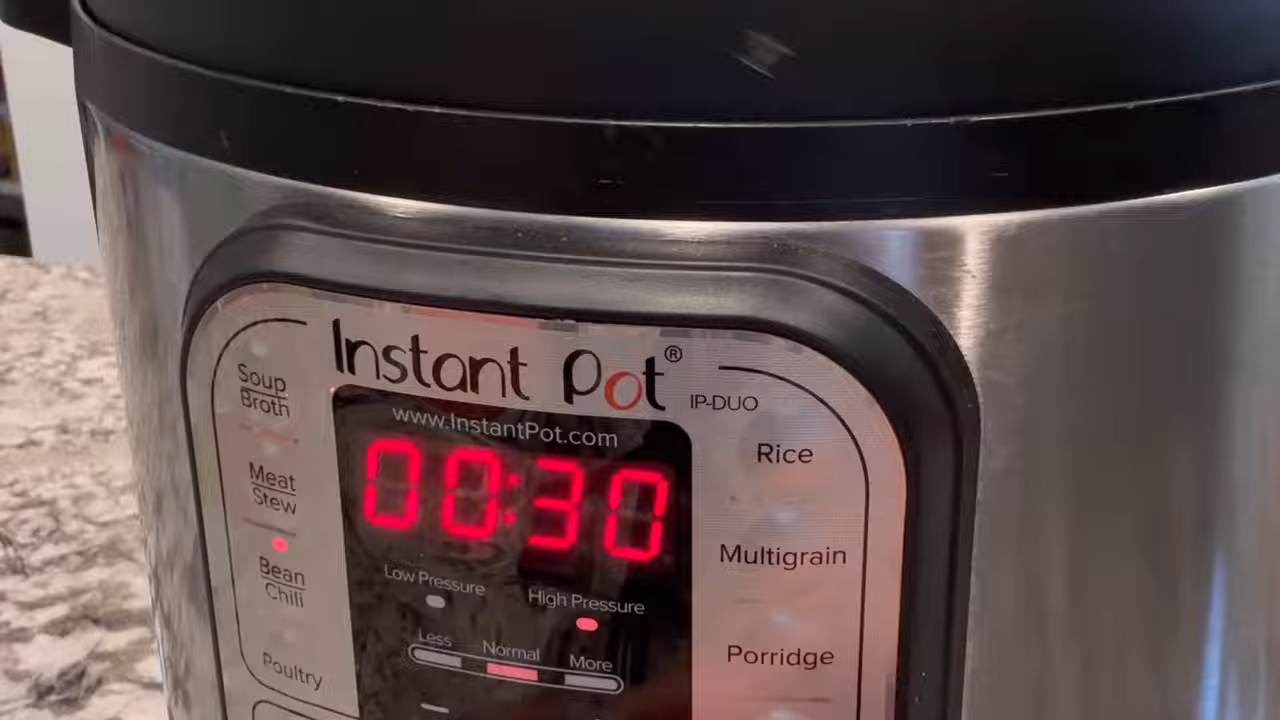 Instant Pot®
IP-DUO
www.InstantPot.com
00:30
Soup
Broth
Meat
Stew
Bean
Chili
Poultry
Low Pressure
High Pressure
Less
Normal
More
Rice
Multigrain
Porridge